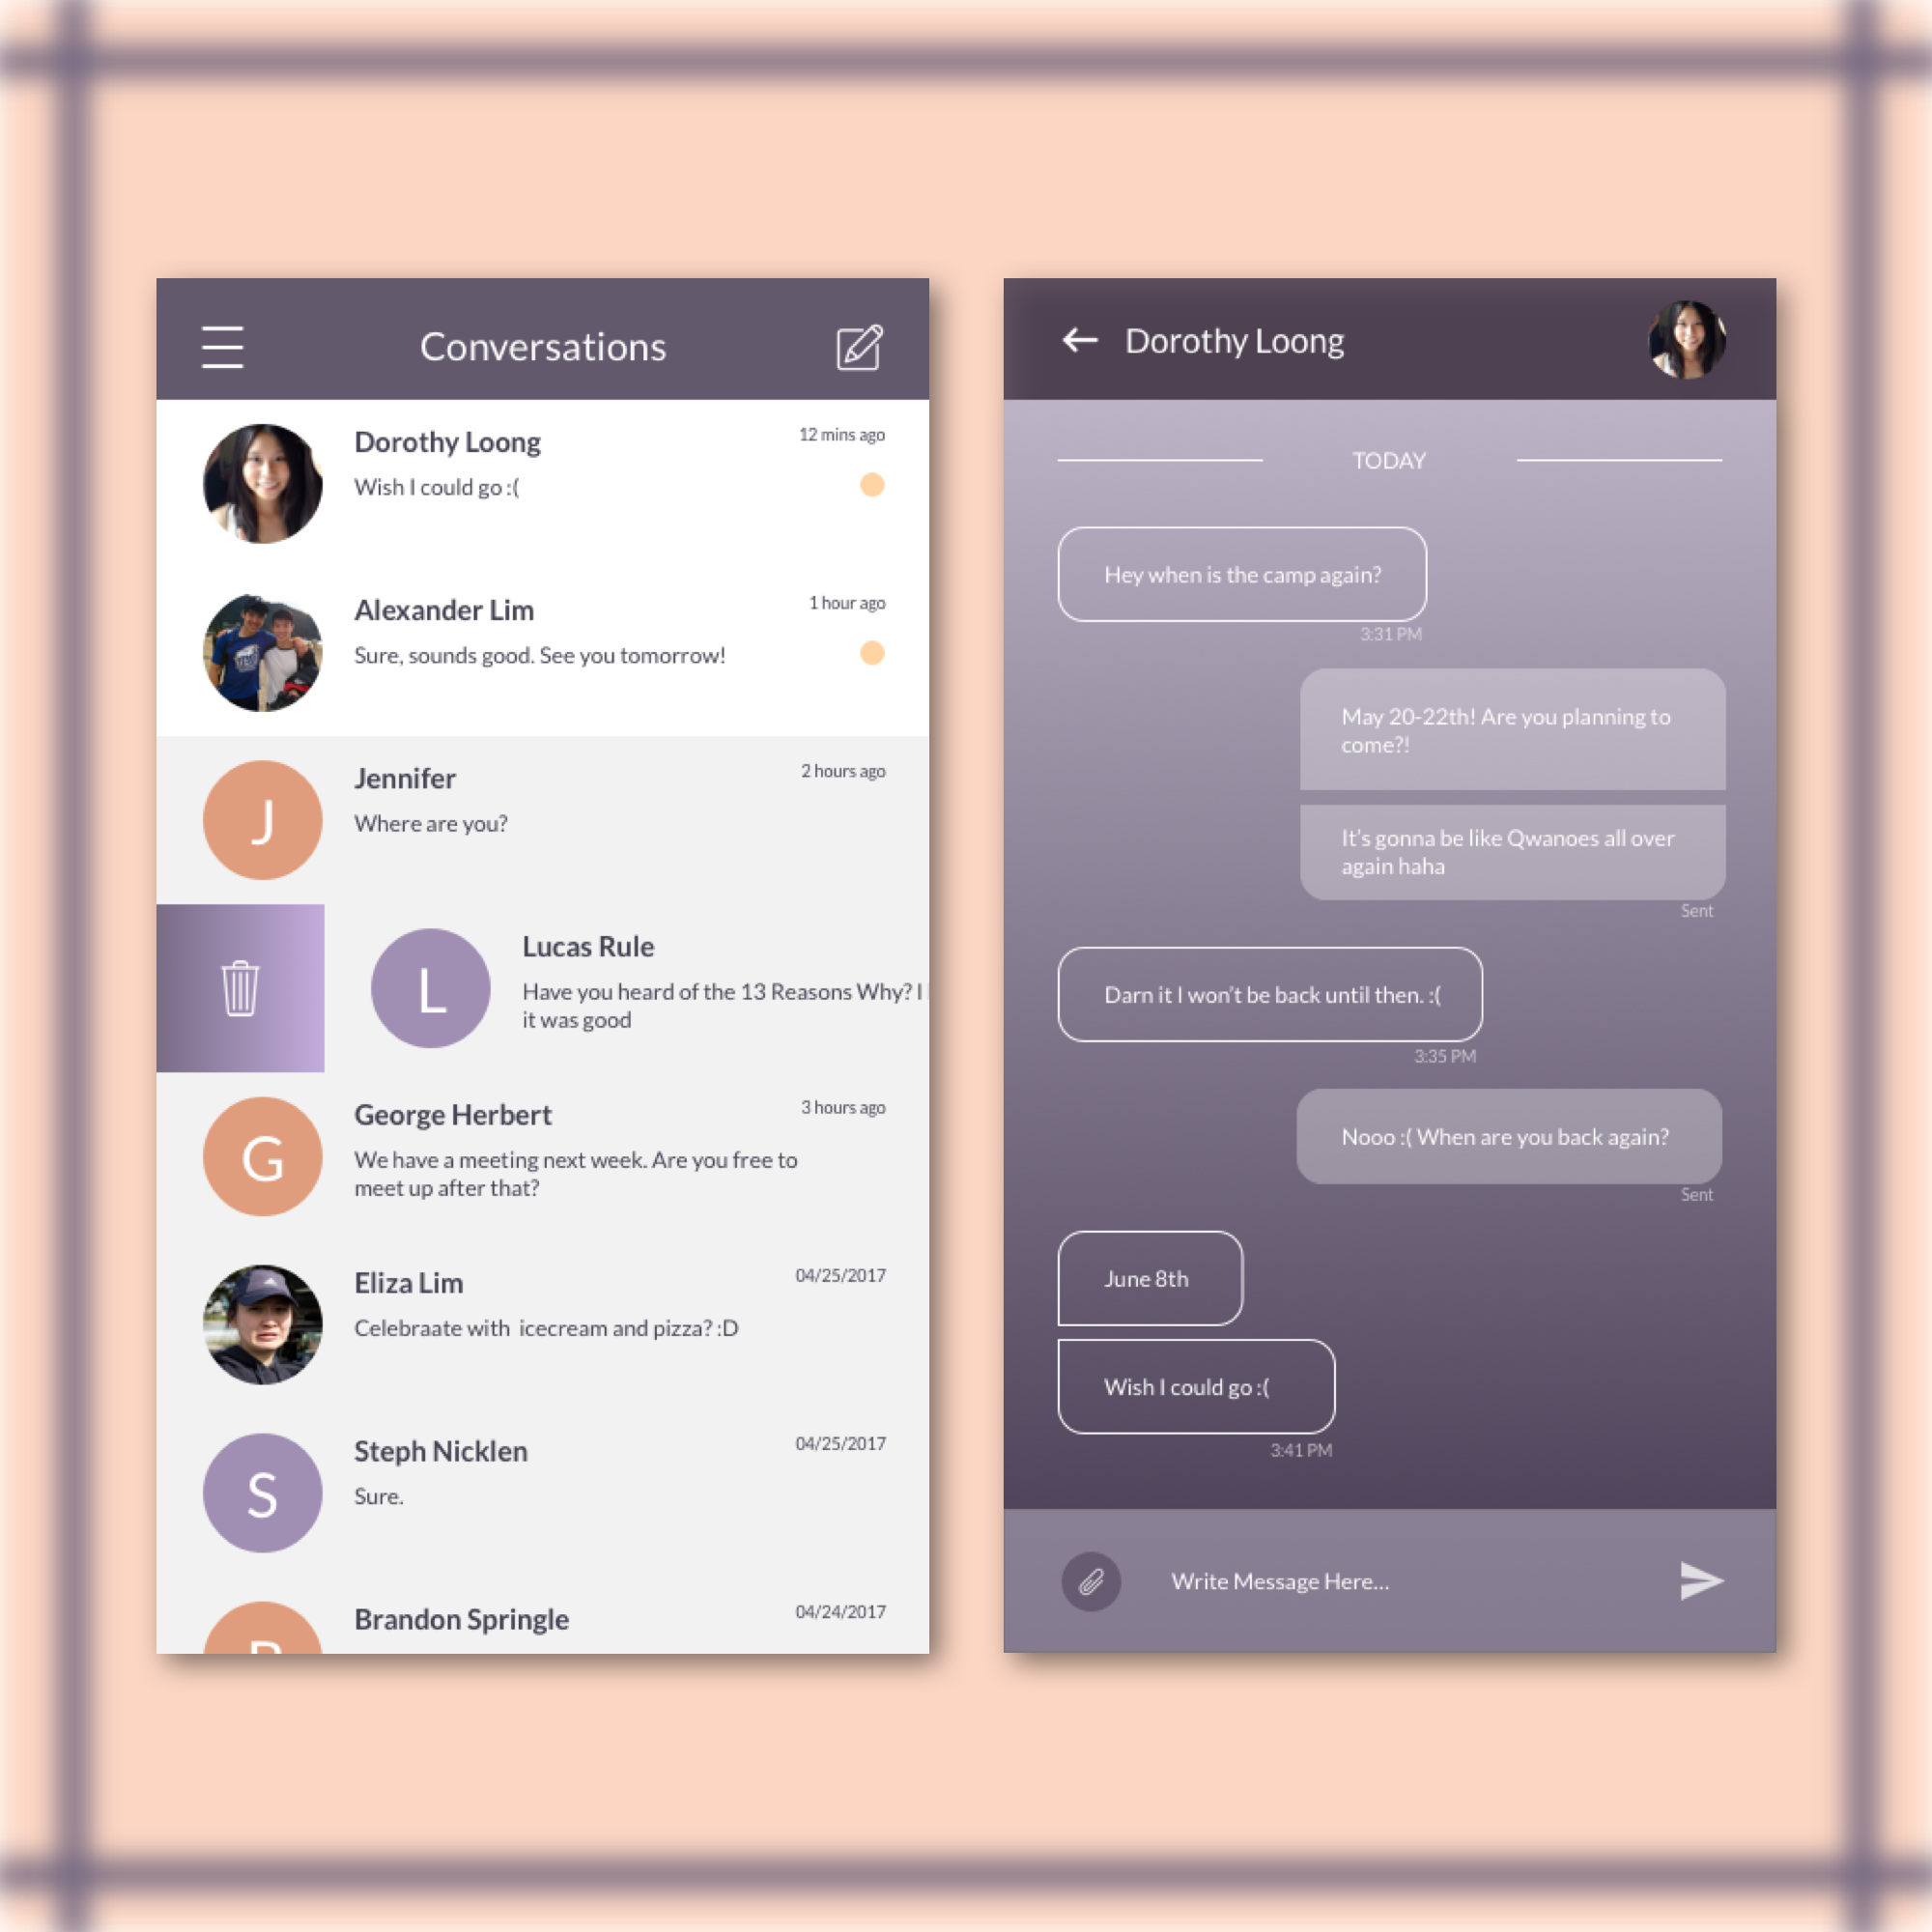 Conversations
Dorothy Loong
12 mins ago
Wish I could go :(
Alexander Lim
1 hour ago
Sure, sounds good. See you tomorrow!
J
Jennifer
2 hours ago
Where are you?
L
Lucas Rule
Have you heard of the 13 Reasons Why? I
it was good
G
George Herbert
3 hours ago
We have a meeting next week. Are you free to
meet up after that?
Eliza Lim
04/25/2017
Celebraate with  icecream and pizza? :D
S
Steph Nicklen
04/25/2017
Sure.
B
Brandon Springle
04/24/2017
Dorothy Loong
TODAY
Hey when is the camp again?
3:31 PM
May 20-22th! Are you planning to
come?!
It's gonna be like Qwanoes all over
again haha
Sent
Darn it I won't be back until then. :(
3:35 PM
Nooo :( When are you back again?
Sent
June 8th
Wish I could go :(
3:41 PM
Write Message Here...